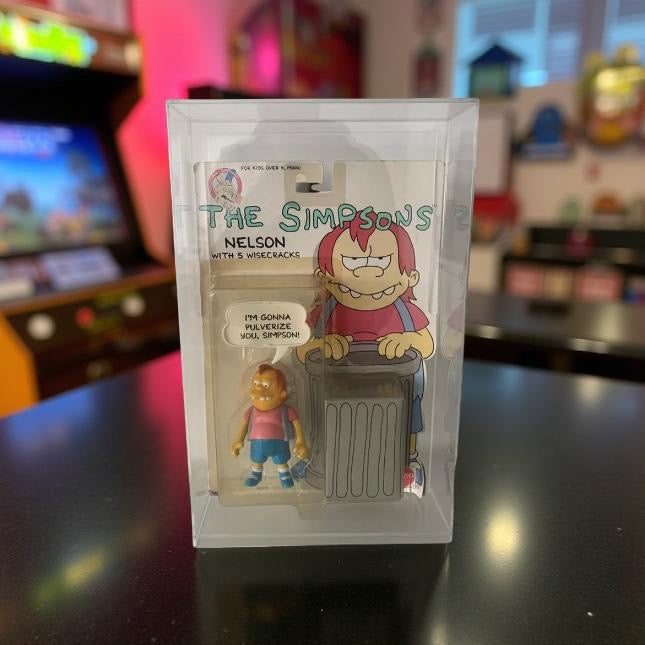 FOR KIDS OVER 4, MAN!
THE SIMPSONS
NELSON
WITH 5 WISECRACKS
I'M GONNA
PULVERIZE
YOU, SIMPSON!